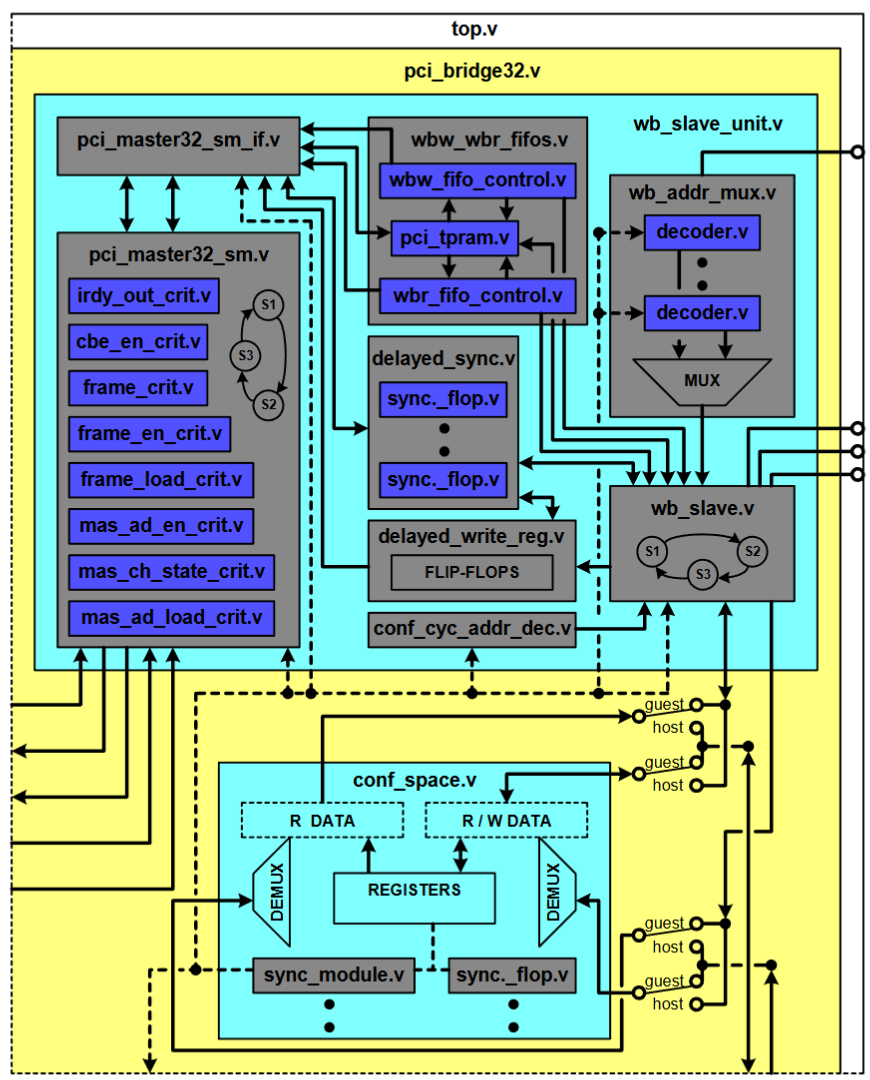 top.v
pci_bridge32.v
wb_slave_unit.v
pci_master32_sm_if.v
wbw_wbr_fifos.v
wbw_fifo_control.v
pci_tpram.v
wbr_fifo_control.v
wb_addr_mux.v
decoder.v
decoder.v
MUX
pci_master32_sm.v
irdy_out_crit.v
cbe_en_crit.v
frame_crit.v
frame_en_crit.v
frame_load_crit.v
mas_ad_en_crit.v
mas_ch_state_crit.v
mas_ad_load_crit.v
S1
S3
S2
delayed_sync.v
sync._flop.v
sync._flop.v
delayed_write_reg.v
FLIP-FLOPS
conf_cyc_addr_dec.v
wb_slave.v
S1
S2
S3
guest
host
guest
host
conf_space.v
R DATA
R / W DATA
DEMUX
REGISTERS
DEMUX
sync_module.v
sync._flop.v
guest
host
guest
host